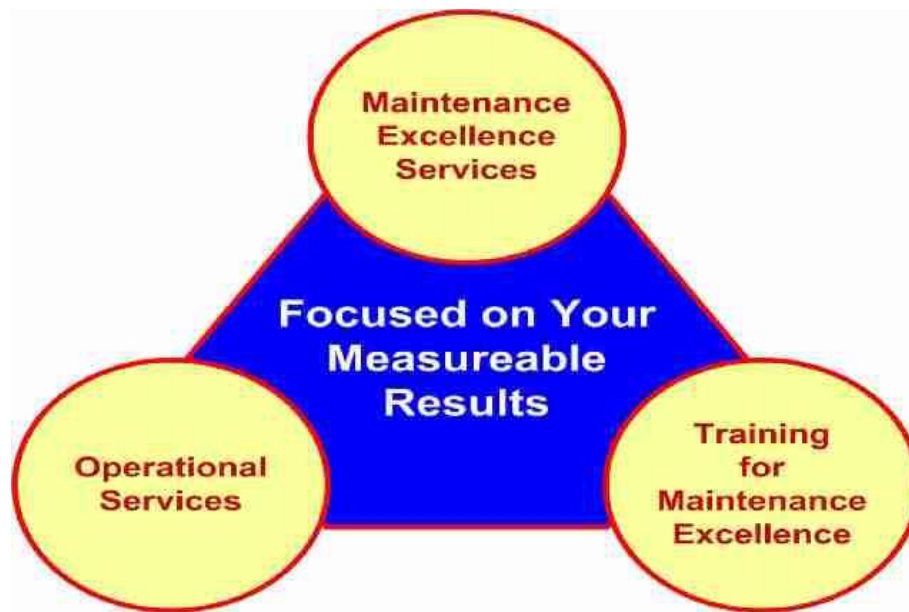 Maintenance
Excellence
Services
Focused on Your
Measureable
Results
Operational
Services
Training
for
Maintenance
Excellence